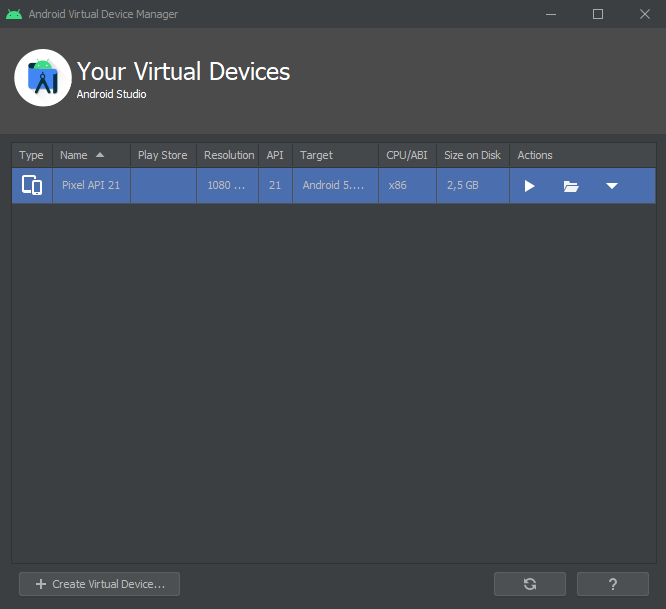 Android Virtual Device Manager
Your Virtual Devices
Android Studio
Type Name Play Store Resolution API Target CPU/ABI Size on Disk Actions
Pixel API 21 1080 ... 21 Android 5.... x86 2,5 GB
+ Create Virtual Device...
?